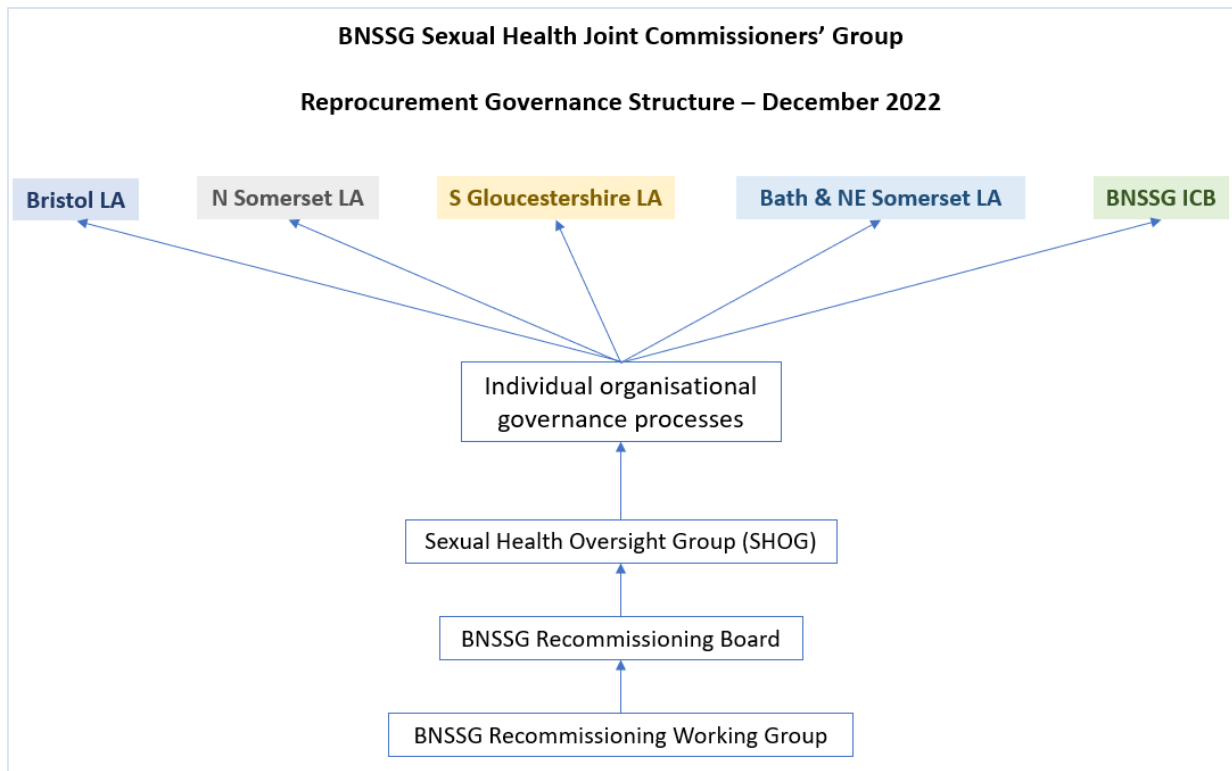 BNSSG Sexual Health Joint Commissioners’ Group
Reprocurement Governance Structure – December 2022
Bristol LA
N Somerset LA
S Gloucestershire LA
Bath & NE Somerset LA
BNSSG ICB
Individual organisational
governance processes
Sexual Health Oversight Group (SHOG)
BNSSG Recommissioning Board
BNSSG Recommissioning Working Group